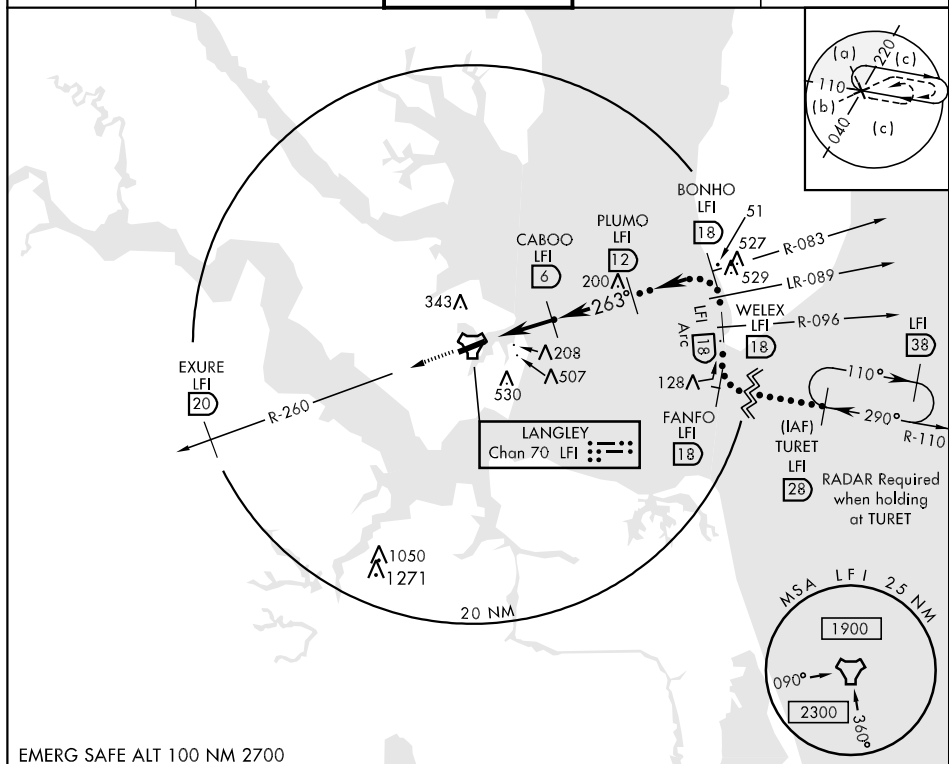 (a)
220
(c)
110
(b)
040
(c)
BONHO
LFI
18
51
527
529
R-083
PLUMO
LFI
12
200
CABOO
LFI
6
263°
LR-089
343
LFI
18
Arc
WELEX
LFI
18
R-096
LFI
38
208
507
530
128
110°
290°
R-110
EXURE
LFI
20
R-260
LANGLEY
Chan 70 LFI
FANFO
LFI
18
(IAF)
TURET
LFI
28
RADAR Required
when holding
at TURET
1050
1271
20 NM
MSA LFI 25 NM
1900
090°
2300
360°
EMERG SAFE ALT 100 NM 2700